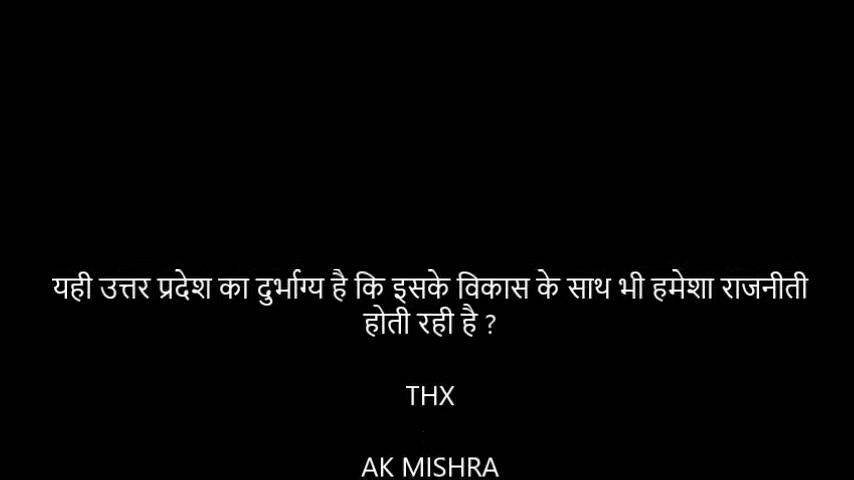 यही उत्तर प्रदेश का दुर्भाग्य है कि इसके विकास के साथ भी हमेशा राजनीती
होती रही है ?
THX
AK MISHRA